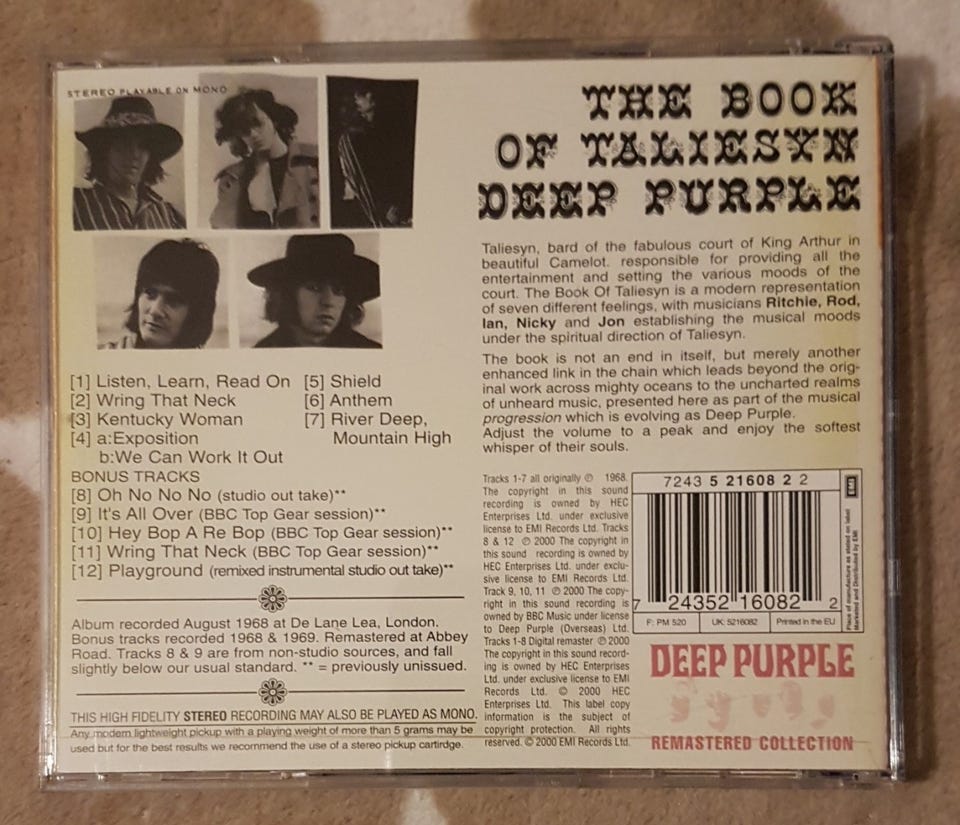 STEREO PLAYABLE ON MONO
THE BOOK
OF TALIESYN
DEEP PURPLE
Taliesyn, bard of the fabulous court of King Arthur in
beautiful Camelot. responsible for providing all the
entertainment and setting the various moods of the
court. The Book Of Taliesyn is a modern representation
of seven different feelings, with musicians Ritchie, Rod,
Ian, Nicky and Jon establishing the musical moods
under the spiritual direction of Taliesyn.
The book is not an end in itself, but merely another
enhanced link in the chain which leads beyond the orig-
inal work across mighty oceans to the uncharted realms
of unheard music, presented here as part of the musical
progression which is evolving as Deep Purple.
Adjust the volume to a peak and enjoy the softest
whisper of their souls.
[1] Listen, Learn, Read On
[2] Wring That Neck
[3] Kentucky Woman
[4] a:Exposition
b:We Can Work It Out
[5] Shield
[6] Anthem
[7] River Deep,
Mountain High
BONUS TRACKS
[8] Oh No No No (studio out take)**
[9] It's All Over (BBC Top Gear session)**
[10] Hey Bop A Re Bop (BBC Top Gear session)**
[11] Wring That Neck (BBC Top Gear session)**
[12] Playground (remixed instrumental studio out take)**
Album recorded August 1968 at De Lane Lea, London.
Bonus tracks recorded 1968 & 1969. Remastered at Abbey
Road. Tracks 8 & 9 are from non-studio sources, and fall
slightly below our usual standard. ** = previously unissued.
THIS HIGH FIDELITY STEREO RECORDING MAY ALSO BE PLAYED AS MONO.
Any modern lightweight pickup with a playing weight of more than 5 grams may be
used but for the best results we recommend the use of a stereo pickup cartirdge.
Tracks 1-7 all originally ℗ 1968.
The copyright in this sound
recording is owned by HEC
Enterprises Ltd. under exclusive
license to EMI Records Ltd. Tracks
8 & 12 ℗ 2000 The copyright in
this sound recording is owned by
HEC Enterprises Ltd. under exclu-
sive license to EMI Records Ltd.
Track 9, 10, 11 ℗ 2000 The copy-
right in this sound recording is
owned by BBC Music under license
to Deep Purple (Overseas) Ltd.
Tracks 1-8 Digital remaster ℗ 2000
The copyright in this sound record-
ing is owned by HEC Enterprises
Ltd. under exclusive license to EMI
Records Ltd. © 2000 HEC
Enterprises Ltd. This label copy
information is the subject of
copyright protection. All rights
reserved. © 2000 EMI Records Ltd.
7243 5 21608 2 2
7 24352 16082 2
F: PM 520
UK: 5216082
Printed in the EU
EMI
Place of manufacture as stated on label
Marketed and Distributed by EMI
DEEP PURPLE
REMASTERED COLLECTION